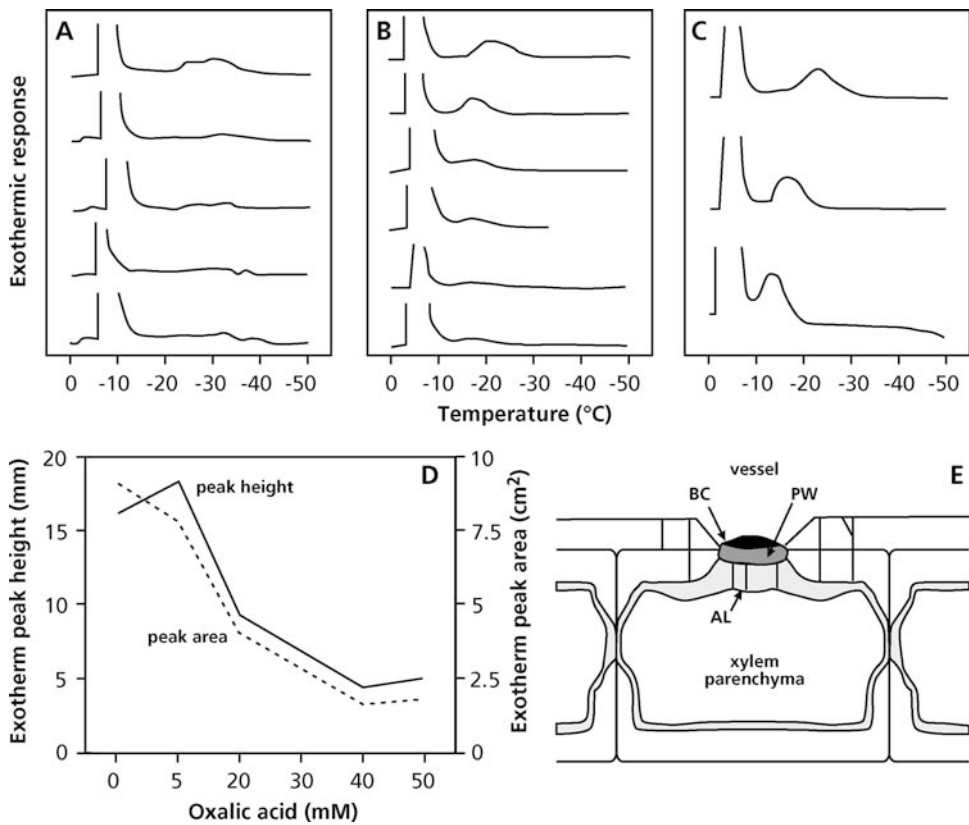 A
B
C
Exothermic response
0 -10 -20 -30 -40 -50
0 -10 -20 -30 -40 -50
0 -10 -20 -30 -40 -50
Temperature (°C)
D
Exotherm peak height (mm)
20
15
10
5
0
peak height
peak area
10
7.5
5
2.5
0
Exotherm peak area (cm²)
0 5 20 40 50
Oxalic acid (mM)
E
vessel
BC
PW
AL
xylem
parenchyma